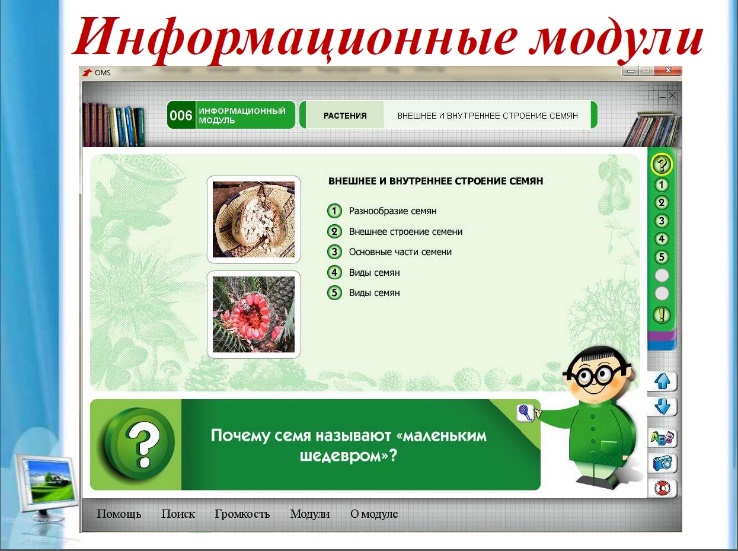 Информационные модули
OMS
006
ИНФОРМАЦИОННЫЙ
МОДУЛЬ
РАСТЕНИЯ
ВНЕШНЕЕ И ВНУТРЕННЕЕ СТРОЕНИЕ СЕМЯН
ВНЕШНЕЕ И ВНУТРЕННЕЕ СТРОЕНИЕ СЕМЯН
1 Разнообразие семян
2 Внешнее строение семени
3 Основные части семени
4 Виды семян
5 Виды семян
?
1
2
3
4
5
!
?
Почему семя называют «маленьким
шедевром»?
Помощь Поиск Громкость Модули О модуле